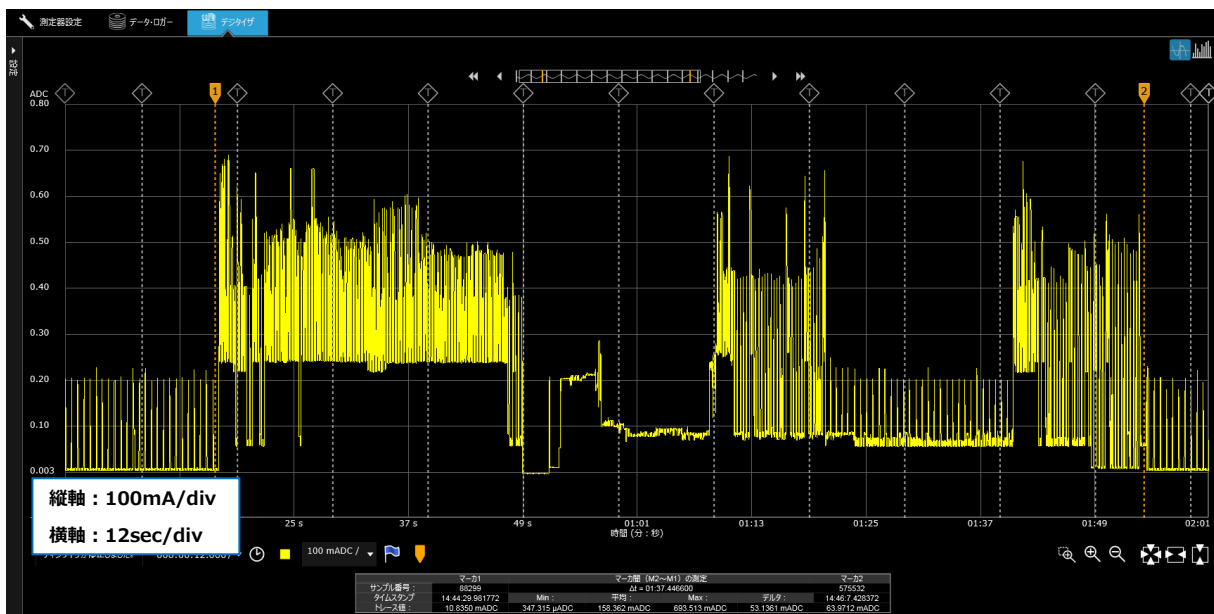 測定器設定 データ・ロガー デジタイザ
設定
ADC T T 1 T T T T T T T T T T 2 T T
0.80
0.70
0.60
0.50
0.40
0.30
0.20
0.10
0.003
縦軸：100mA/div
横軸：12sec/div
25 s 37 s 49 s 01:01 01:13 01:25 01:37 01:49 02:01
時間 (分：秒)
100 mADC /
マーカ1 マーカ間（M2～M1）の測定 マーカ2
サンプル番号： 88299 Δt = 01:37.446600 575532
タイムスタンプ 14:44:29.981772 Min： 平均： Max： デルタ： 14:46:7.428372
トレース値： 10.8350 mADC 347.315 μADC 158.362 mADC 693.513 mADC 53.1361 mADC 63.9712 mADC